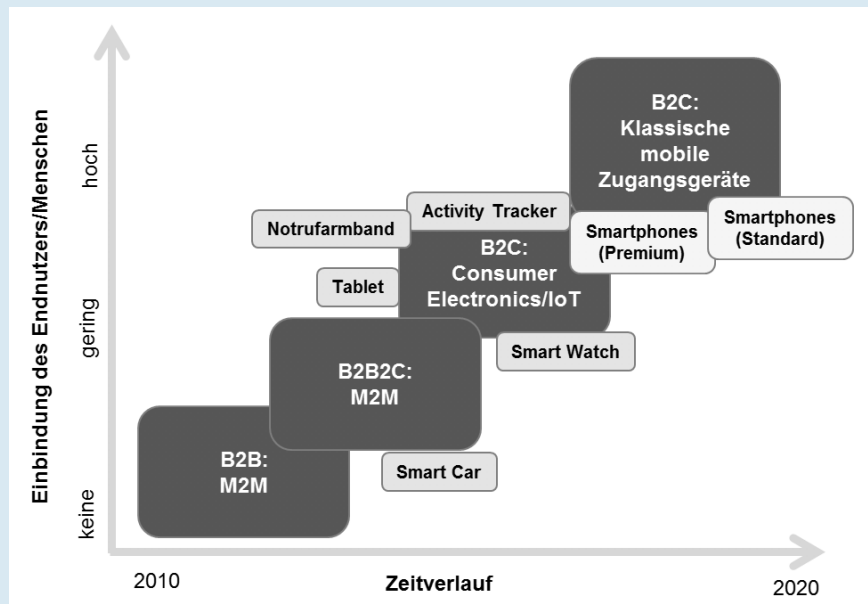 Einbindung des Endnutzers/Menschen
hoch
gering
keine
B2C:
Klassische
mobile
Zugangsgeräte
Activity Tracker
Notrufarmband
Smartphones
(Premium)
Smartphones
(Standard)
B2C:
Consumer
Electronics/IoT
Tablet
Smart Watch
B2B2C:
M2M
B2B:
M2M
Smart Car
2010
Zeitverlauf
2020